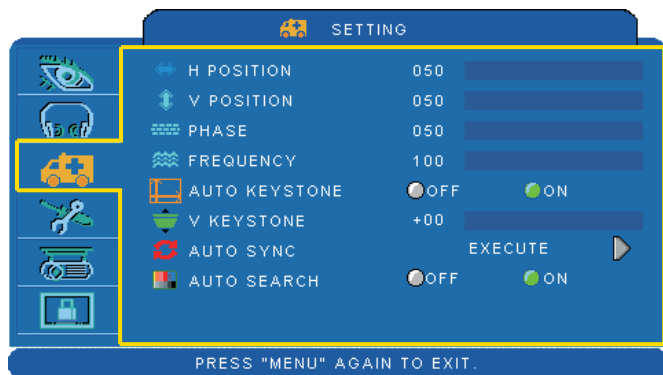 SETTING
H POSITION 050
V POSITION 050
PHASE 050
FREQUENCY 100
AUTO KEYSTONE OFF ON
V KEYSTONE +00
AUTO SYNC EXECUTE
AUTO SEARCH OFF ON
PRESS "MENU" AGAIN TO EXIT.